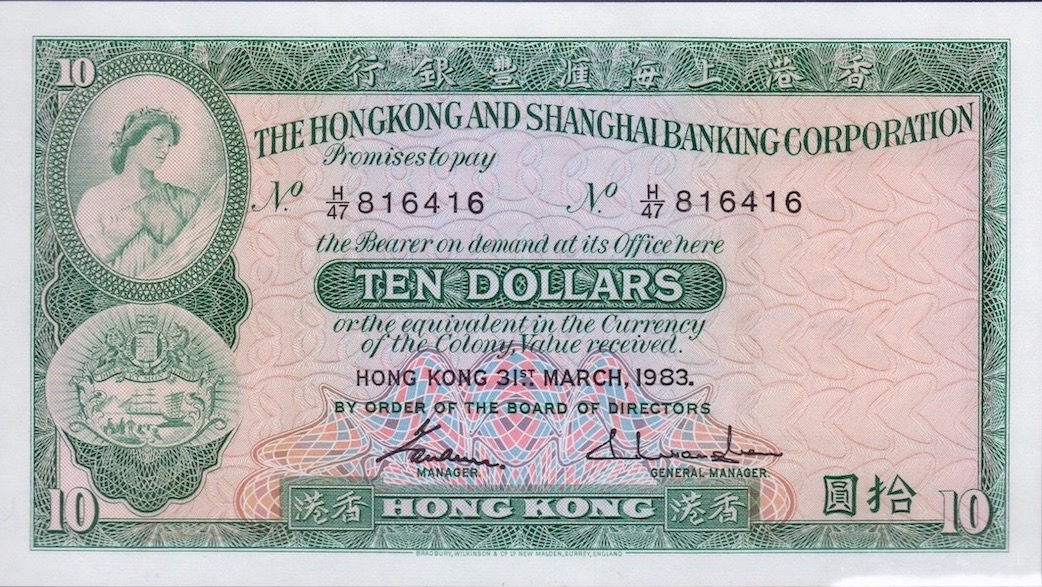 10
行銀豐滙海上港香
THE HONGKONG AND SHANGHAI BANKING CORPORATION
Promises to pay
No. H/47 816416 No. H/47 816416
the Bearer on demand at its Office here
TEN DOLLARS
or the equivalent in the Currency
of the Colony, Value received.
HONG KONG 31ST MARCH, 1983.
BY ORDER OF THE BOARD OF DIRECTORS
MANAGER. GENERAL MANAGER.
10 港香 HONG KONG 港香 圓拾 10
BRADBURY, WILKINSON & Co. Ld. NEW MALDEN, SURREY, ENGLAND